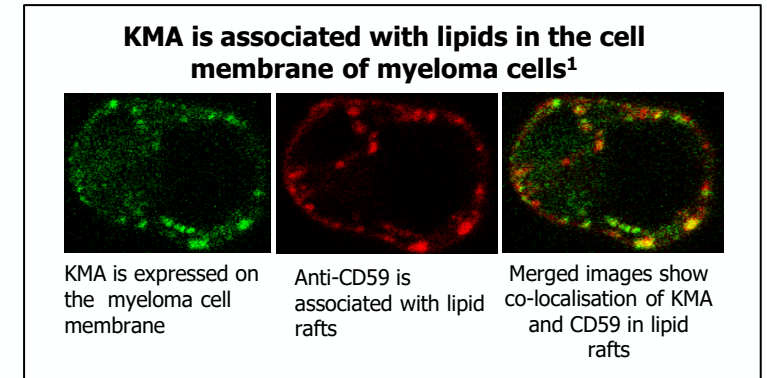 KMA is associated with lipids in the cell
membrane of myeloma cells¹
KMA is expressed on
the myeloma cell
membrane
Anti-CD59 is
associated with lipid
rafts
Merged images show
co-localisation of KMA
and CD59 in lipid
rafts